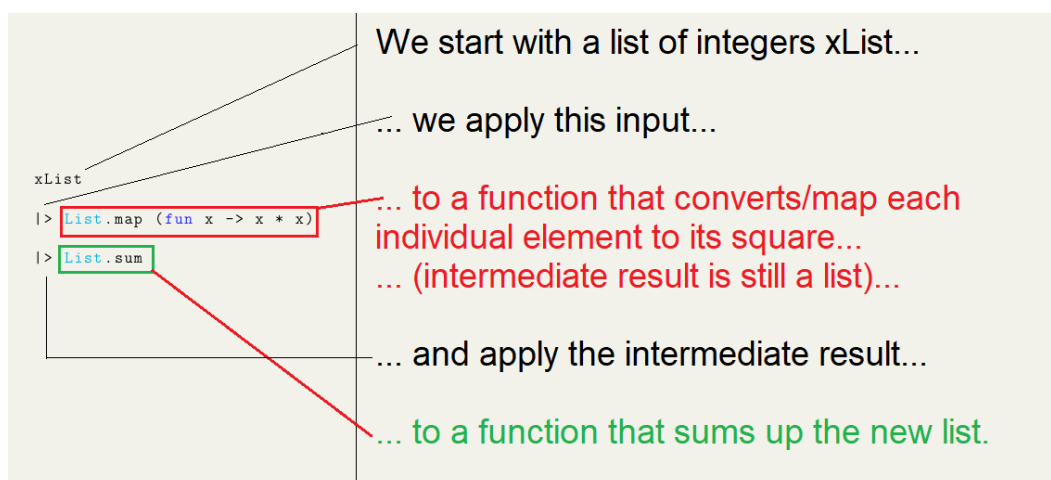 We start with a list of integers xList...
... we apply this input...
xList
|> List.map (fun x -> x * x)
|> List.sum
... to a function that converts/map each
individual element to its square...
... (intermediate result is still a list)...
... and apply the intermediate result...
... to a function that sums up the new list.